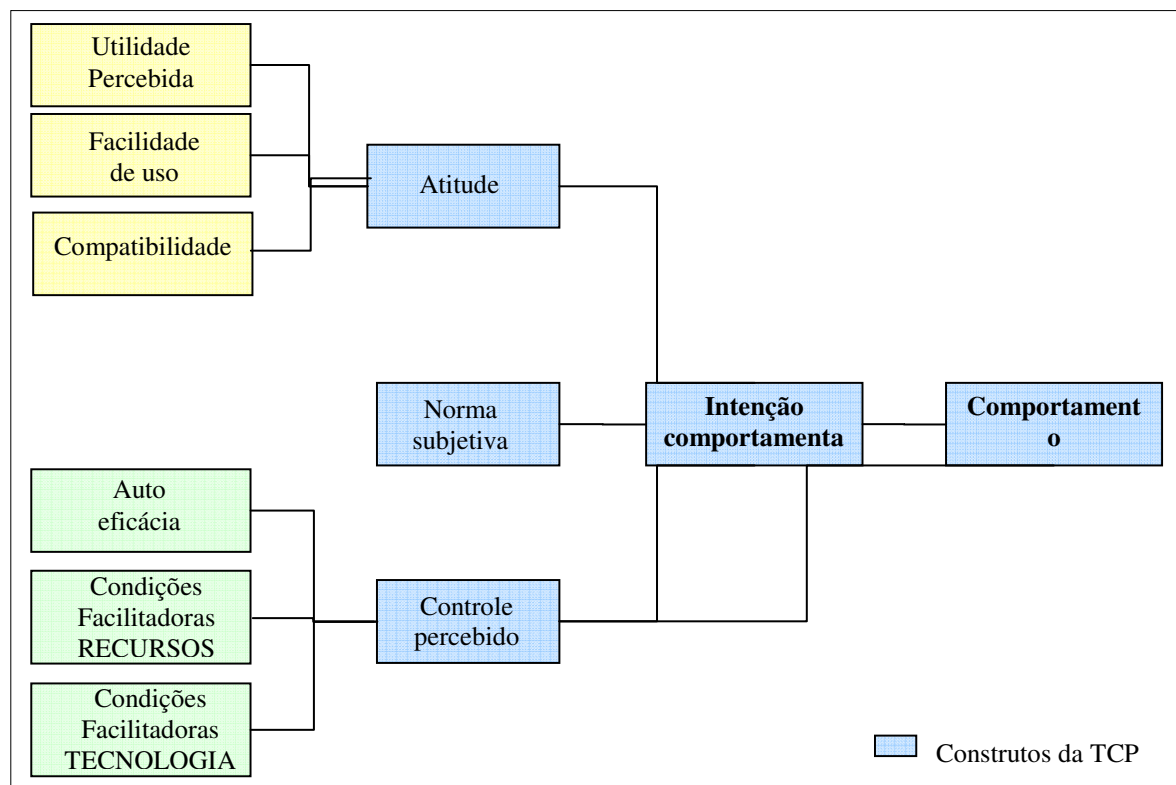 Utilidade
Percebida
Facilidade
de uso
Compatibilidade
Atitude
Norma
subjetiva
Intenção
comportamenta
Comportament
o
Auto
eficácia
Condições
Facilitadoras
RECURSOS
Controle
percebido
Condições
Facilitadoras
TECNOLOGIA
Construtos da TCP